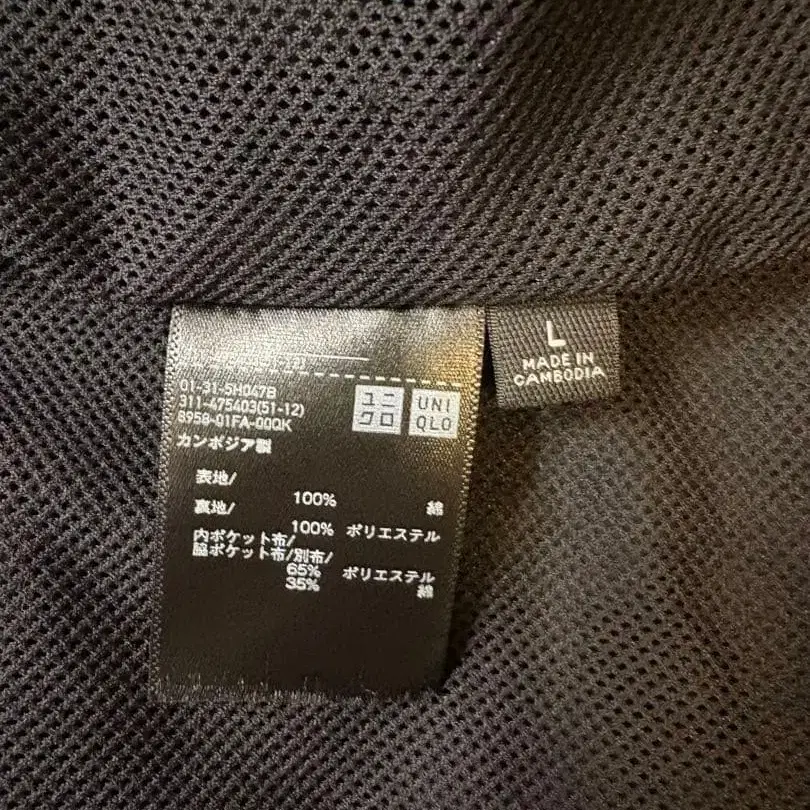 01-31-5H047B
311-475403(51-12)
8958-01FA-00QK
ユニ
クロ
UNI
QLO
カンボジア製
表地/
100% 綿
裏地/
100% ポリエステル
内ポケット布/
脇ポケット布/別布/
65% ポリエステル
35% 綿
L
MADE IN
CAMBODIA